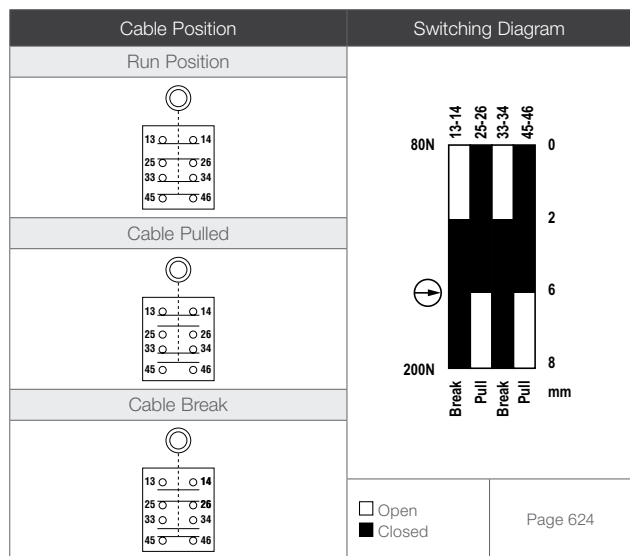 Cable Position
Switching Diagram
Run Position
13 14
25 26
33 34
45 46
Cable Pulled
13 14
25 26
33 34
45 46
Cable Break
13 14
25 26
33 34
45 46
13-14 25-26 33-34 45-46
80N 0
2
6
200N 8
Break Pull Break Pull mm
Open
Closed
Page 624